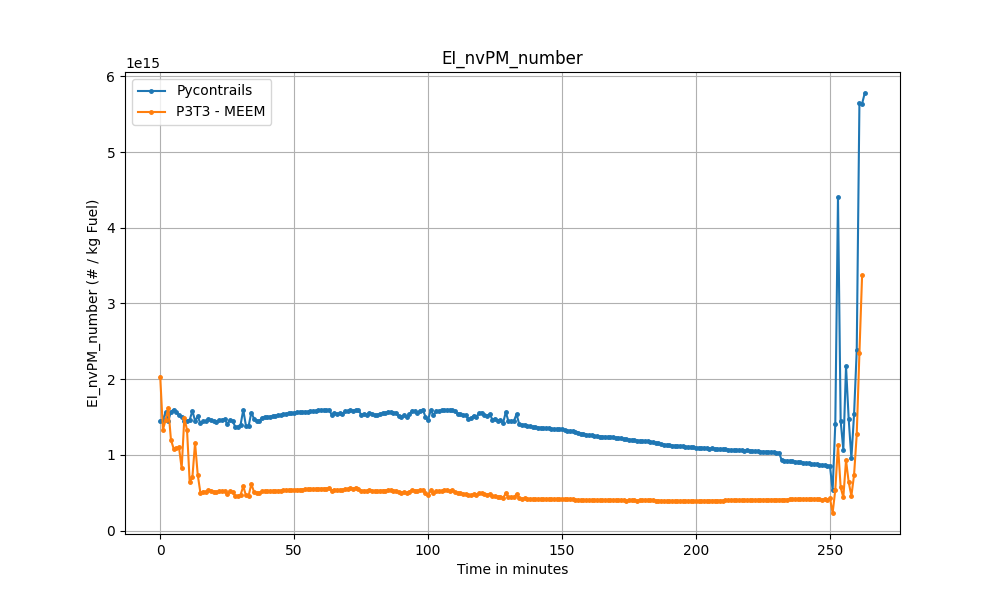 EI_nvPM_number
1e15
Pycontrails
P3T3 - MEEM
EI_nvPM_number (# / kg Fuel)
6
5
4
3
2
1
0
0 50 100 150 200 250
Time in minutes